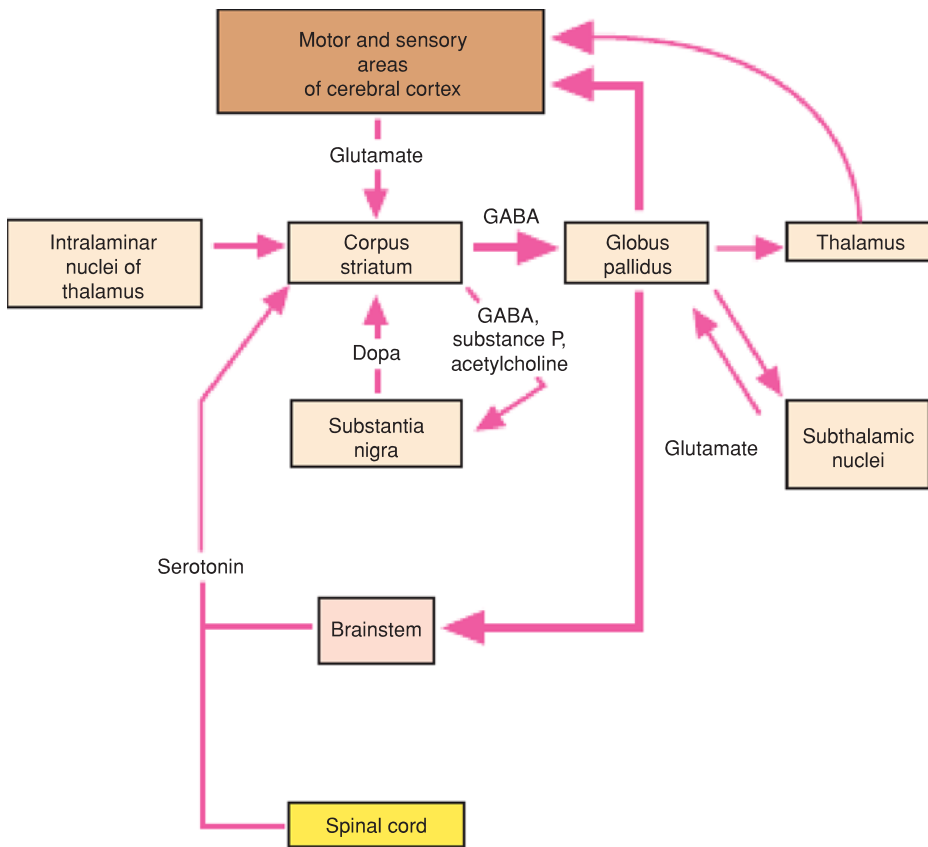 Motor and sensory
areas
of cerebral cortex
Glutamate
GABA
Intralaminar
nuclei of
thalamus
Corpus
striatum
Globus
pallidus
Thalamus
GABA,
substance P,
acetylcholine
Dopa
Substantia
nigra
Glutamate
Subthalamic
nuclei
Serotonin
Brainstem
Spinal cord